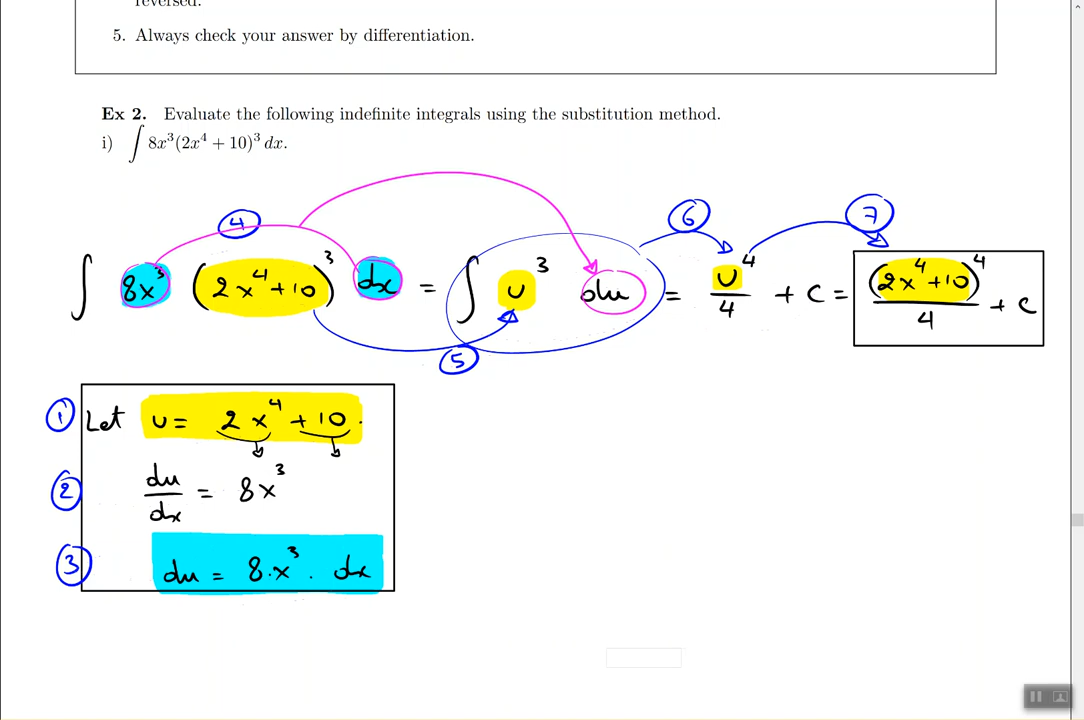 reversed.
5. Always check your answer by differentiation.
Ex 2. Evaluate the following indefinite integrals using the substitution method.
i) ∫ 8x³(2x⁴ + 10)³ dx.
④ ⑥ ⑦
∫ 8x³ (2x⁴+10)³ dx = ∫ u³ du = u⁴/4 + c = (2x⁴+10)⁴/4 + c
⑤
① Let u = 2x⁴ + 10.
② du/dx = 8x³
③ du = 8·x³ · dx